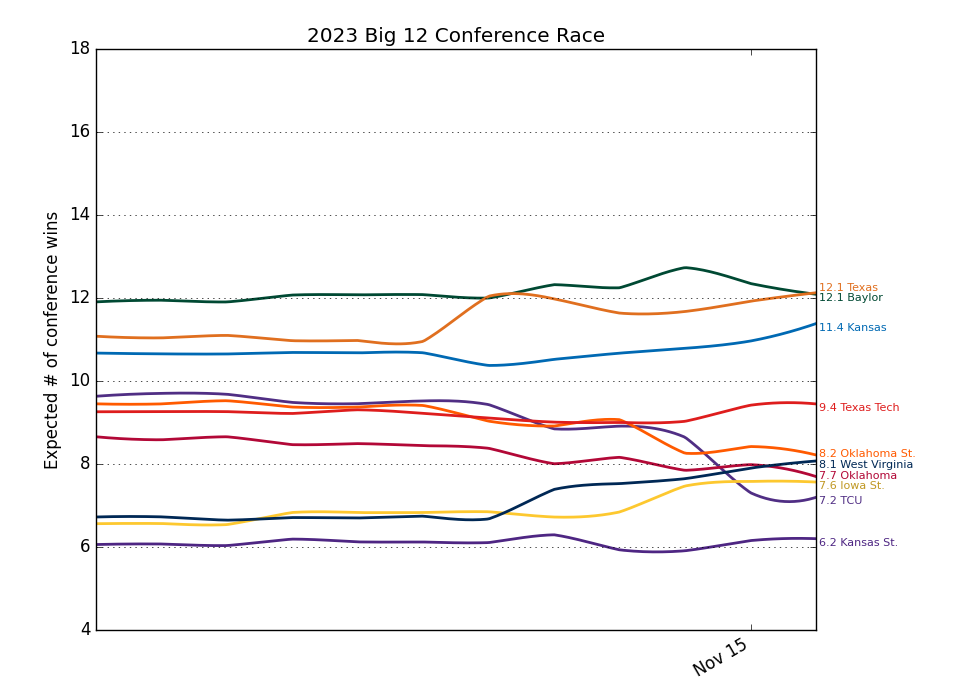 2023 Big 12 Conference Race
Expected # of conference wins
18
16
14
12
10
8
6
4
12.1 Texas
12.1 Baylor
11.4 Kansas
9.4 Texas Tech
8.2 Oklahoma St.
8.1 West Virginia
7.7 Oklahoma
7.6 Iowa St.
7.2 TCU
6.2 Kansas St.
Nov 15